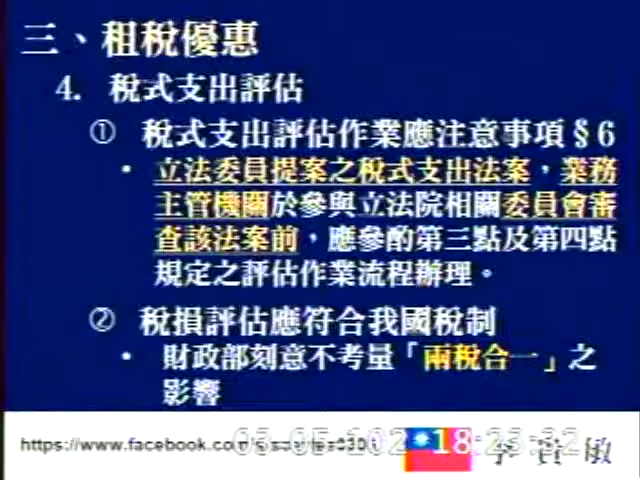 三、租稅優惠
4. 稅式支出評估
① 稅式支出評估作業應注意事項§6
• 立法委員提案之稅式支出法案，業務
主管機關於參與立法院相關委員會審
查該法案前，應參酌第三點及第四點
規定之評估作業流程辦理。
② 稅損評估應符合我國稅制
• 財政部刻意不考量「兩稅合一」之
影響
https://www.facebook.com/
李貴敏